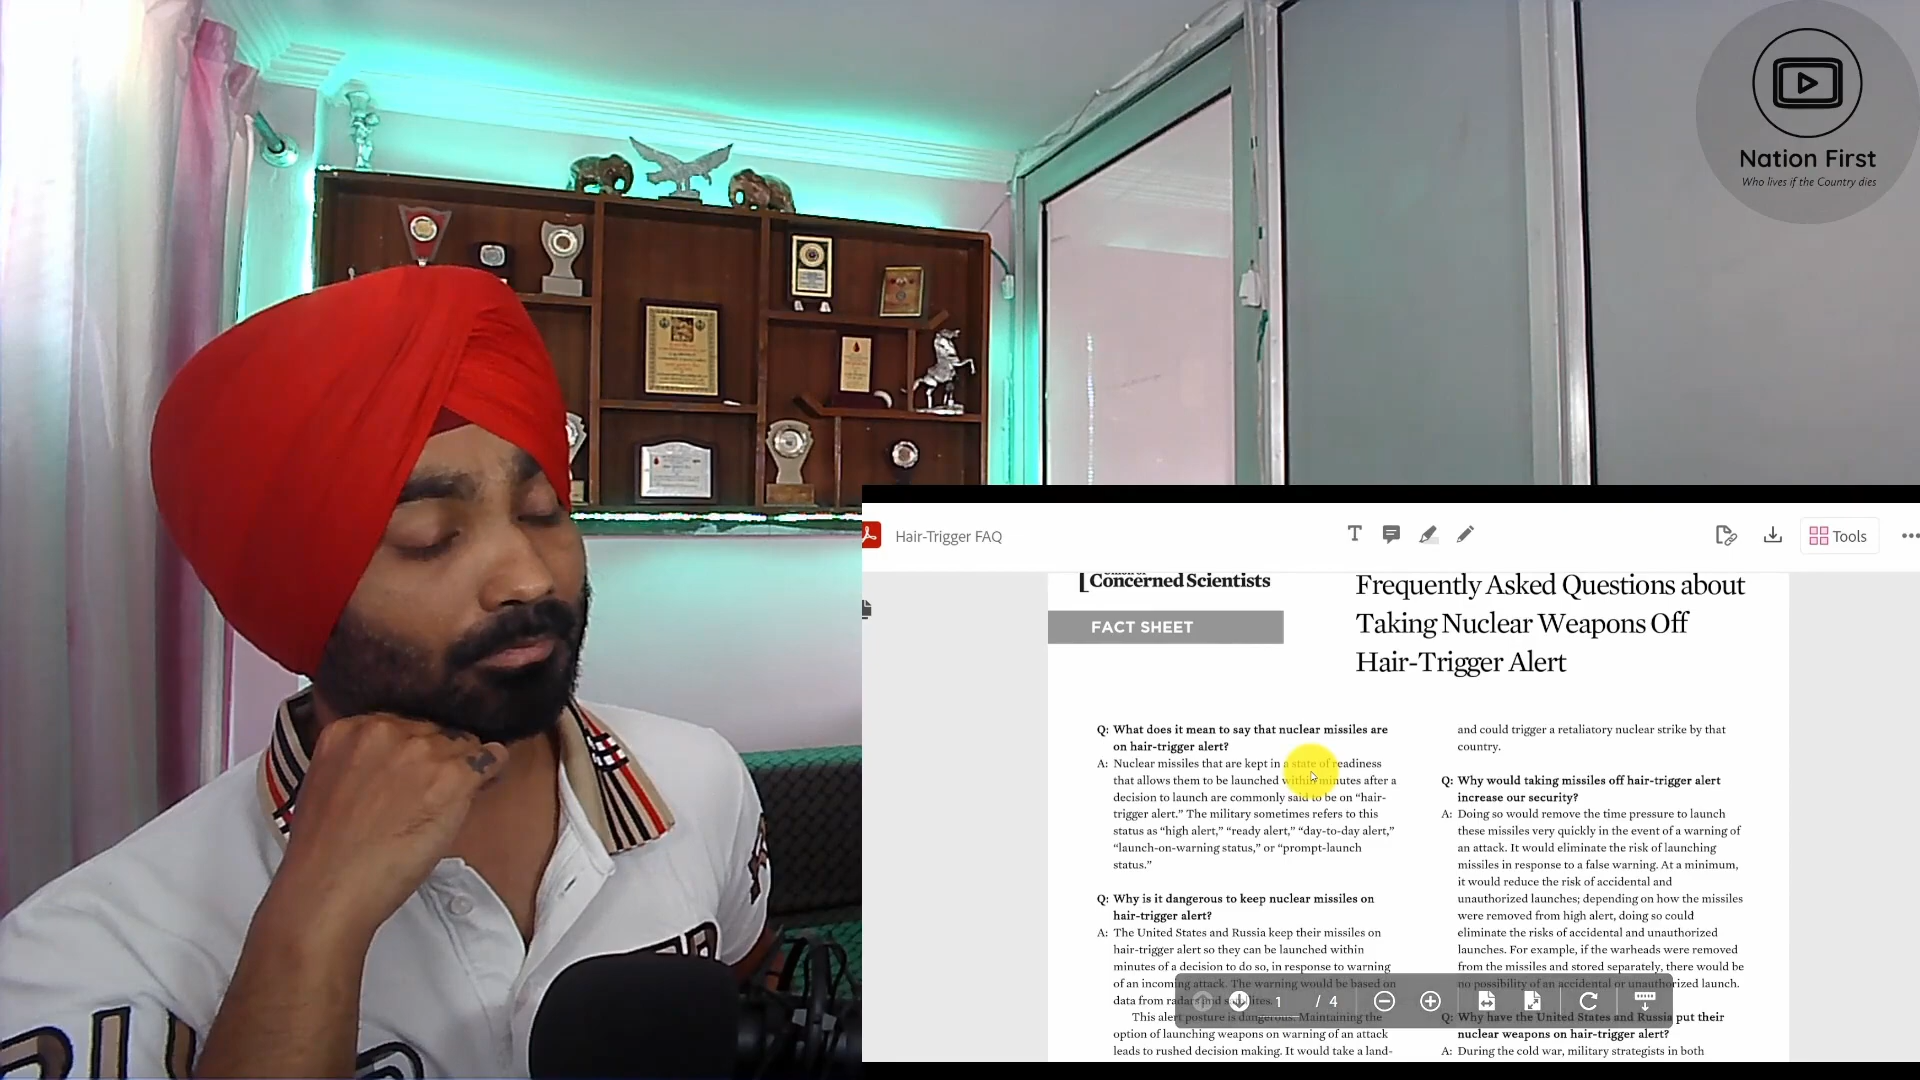 Nation First
Who lives if the Country dies
Hair-Trigger FAQ
Tools
Concerned Scientists
FACT SHEET
Frequently Asked Questions about
Taking Nuclear Weapons Off
Hair-Trigger Alert
Q: What does it mean to say that nuclear missiles are
on hair-trigger alert?
A: Nuclear missiles that are kept in a state of readiness
that allows them to be launched within minutes after a
decision to launch are commonly said to be on “hair-
trigger alert.” The military sometimes refers to this
status as “high alert,” “ready alert,” “day-to-day alert,”
“launch-on-warning status,” or “prompt-launch
status.”
Q: Why is it dangerous to keep nuclear missiles on
hair-trigger alert?
A: The United States and Russia keep their missiles on
hair-trigger alert so they can be launched within
minutes of a decision to do so, in response to warning
of an incoming attack. The warning would be based on
data from radars and satellites.
This alert posture is dangerous. Maintaining the
option of launching weapons on warning of an attack
leads to rushed decision making. It would take a land-
and could trigger a retaliatory nuclear strike by that
country.
Q: Why would taking missiles off hair-trigger alert
increase our security?
A: Doing so would remove the time pressure to launch
these missiles very quickly in the event of a warning of
an attack. It would eliminate the risk of launching
missiles in response to a false warning. At a minimum,
it would reduce the risk of accidental and
unauthorized launches; depending on how the missiles
were removed from high alert, doing so could
eliminate the risks of accidental and unauthorized
launches. For example, if the warheads were removed
from the missiles and stored separately, there would be
no possibility of an accidental or unauthorized launch.
Q: Why have the United States and Russia put their
nuclear weapons on hair-trigger alert?
A: During the cold war, military strategists in both
1 / 4